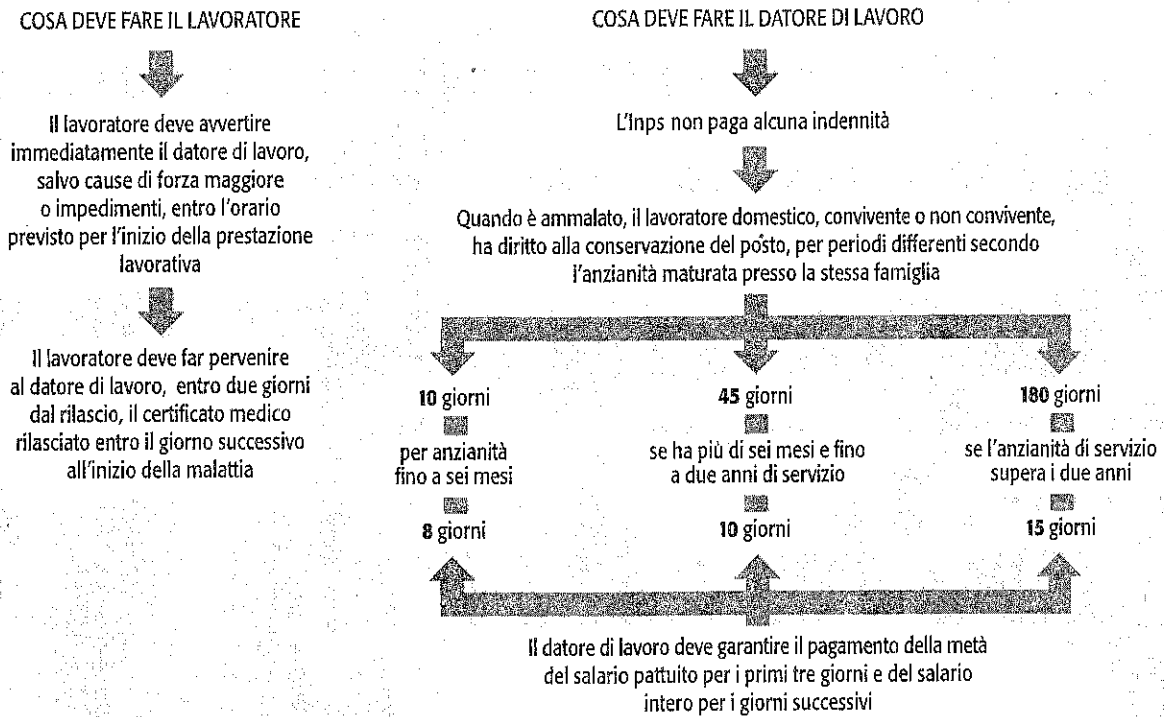 COSA DEVE FARE IL LAVORATORE
Il lavoratore deve avvertire
immediatamente il datore di lavoro,
salvo cause di forza maggiore
o impedimenti, entro l'orario
previsto per l'inizio della prestazione
lavorativa
Il lavoratore deve far pervenire
al datore di lavoro, entro due giorni
dal rilascio, il certificato medico
rilasciato entro il giorno successivo
all'inizio della malattia
COSA DEVE FARE IL DATORE DI LAVORO
L'Inps non paga alcuna indennità
Quando è ammalato, il lavoratore domestico, convivente o non convivente,
ha diritto alla conservazione del posto, per periodi differenti secondo
l'anzianità maturata presso la stessa famiglia
10 giorni
per anzianità
fino a sei mesi
8 giorni
45 giorni
se ha più di sei mesi e fino
a due anni di servizio
10 giorni
180 giorni
se l'anzianità di servizio
supera i due anni
15 giorni
Il datore di lavoro deve garantire il pagamento della metà
del salario pattuito per i primi tre giorni e del salario
intero per i giorni successivi